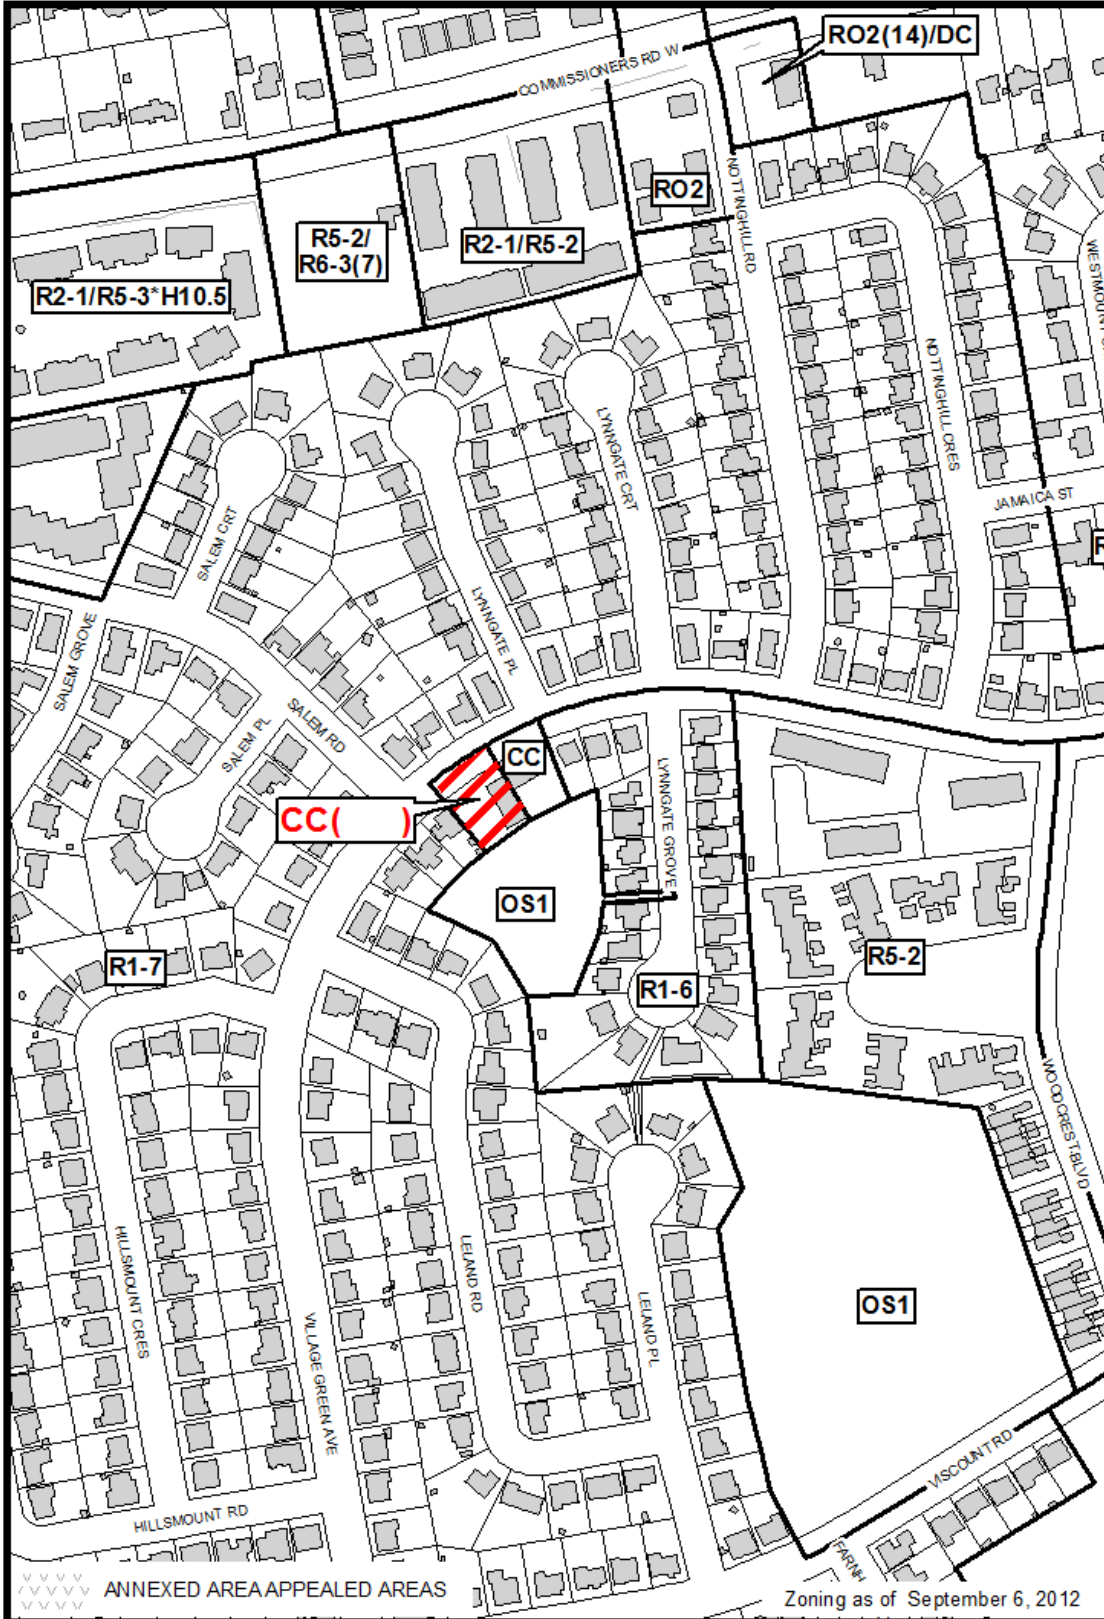 RO2(14)/DC
COMMISSIONERS RD W
RO2
NOTTINGHILL RD
R5-2/
R6-3(7)
R2-1/R5-2
R2-1/R5-3*H10.5
NOTTINGHILL CRES
LYNNGATE CRT
JAMAICA ST
SALEM CRT
LYNNGATE PL
SALEM GROVE
SALEM PL
SALEM RD
CC
LYNNGATE GROVE
CC( )
OS1
R5-2
R1-7
R1-6
WOODCREST BLVD
HILLSMOUNT CRES
LELAND RD
LELAND PL
OS1
VILLAGE GREEN AVE
VISCOUNT RD
HILLSMOUNT RD
ANNEXED AREA APPEALED AREAS
Zoning as of September 6, 2012